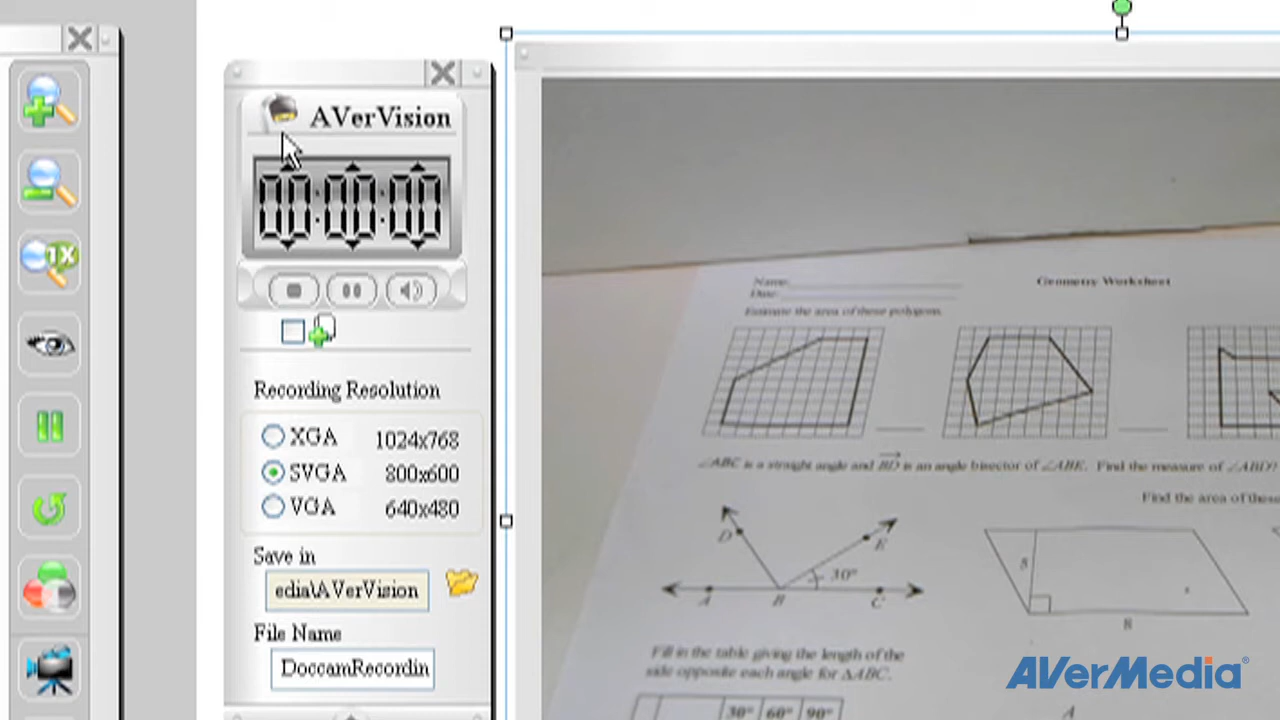 AVerVision
00:00:00
1X
Recording Resolution
XGA 1024x768
SVGA 800x600
VGA 640x480
Save in
edia\AVerVision
File Name
DoccamRecordin
Name:
Date:
Geometry Worksheet
Estimate the area of these polygons.
∠ABC is a straight angle and BD is an angle bisector of ∠ABE. Find the measure of ∠ABD?
Find the area of these
D
E
30°
A
B
C
5
8
Fill in the table giving the length of the
side opposite each angle for ΔABC.
30° 60° 90°
A
AVerMedia®